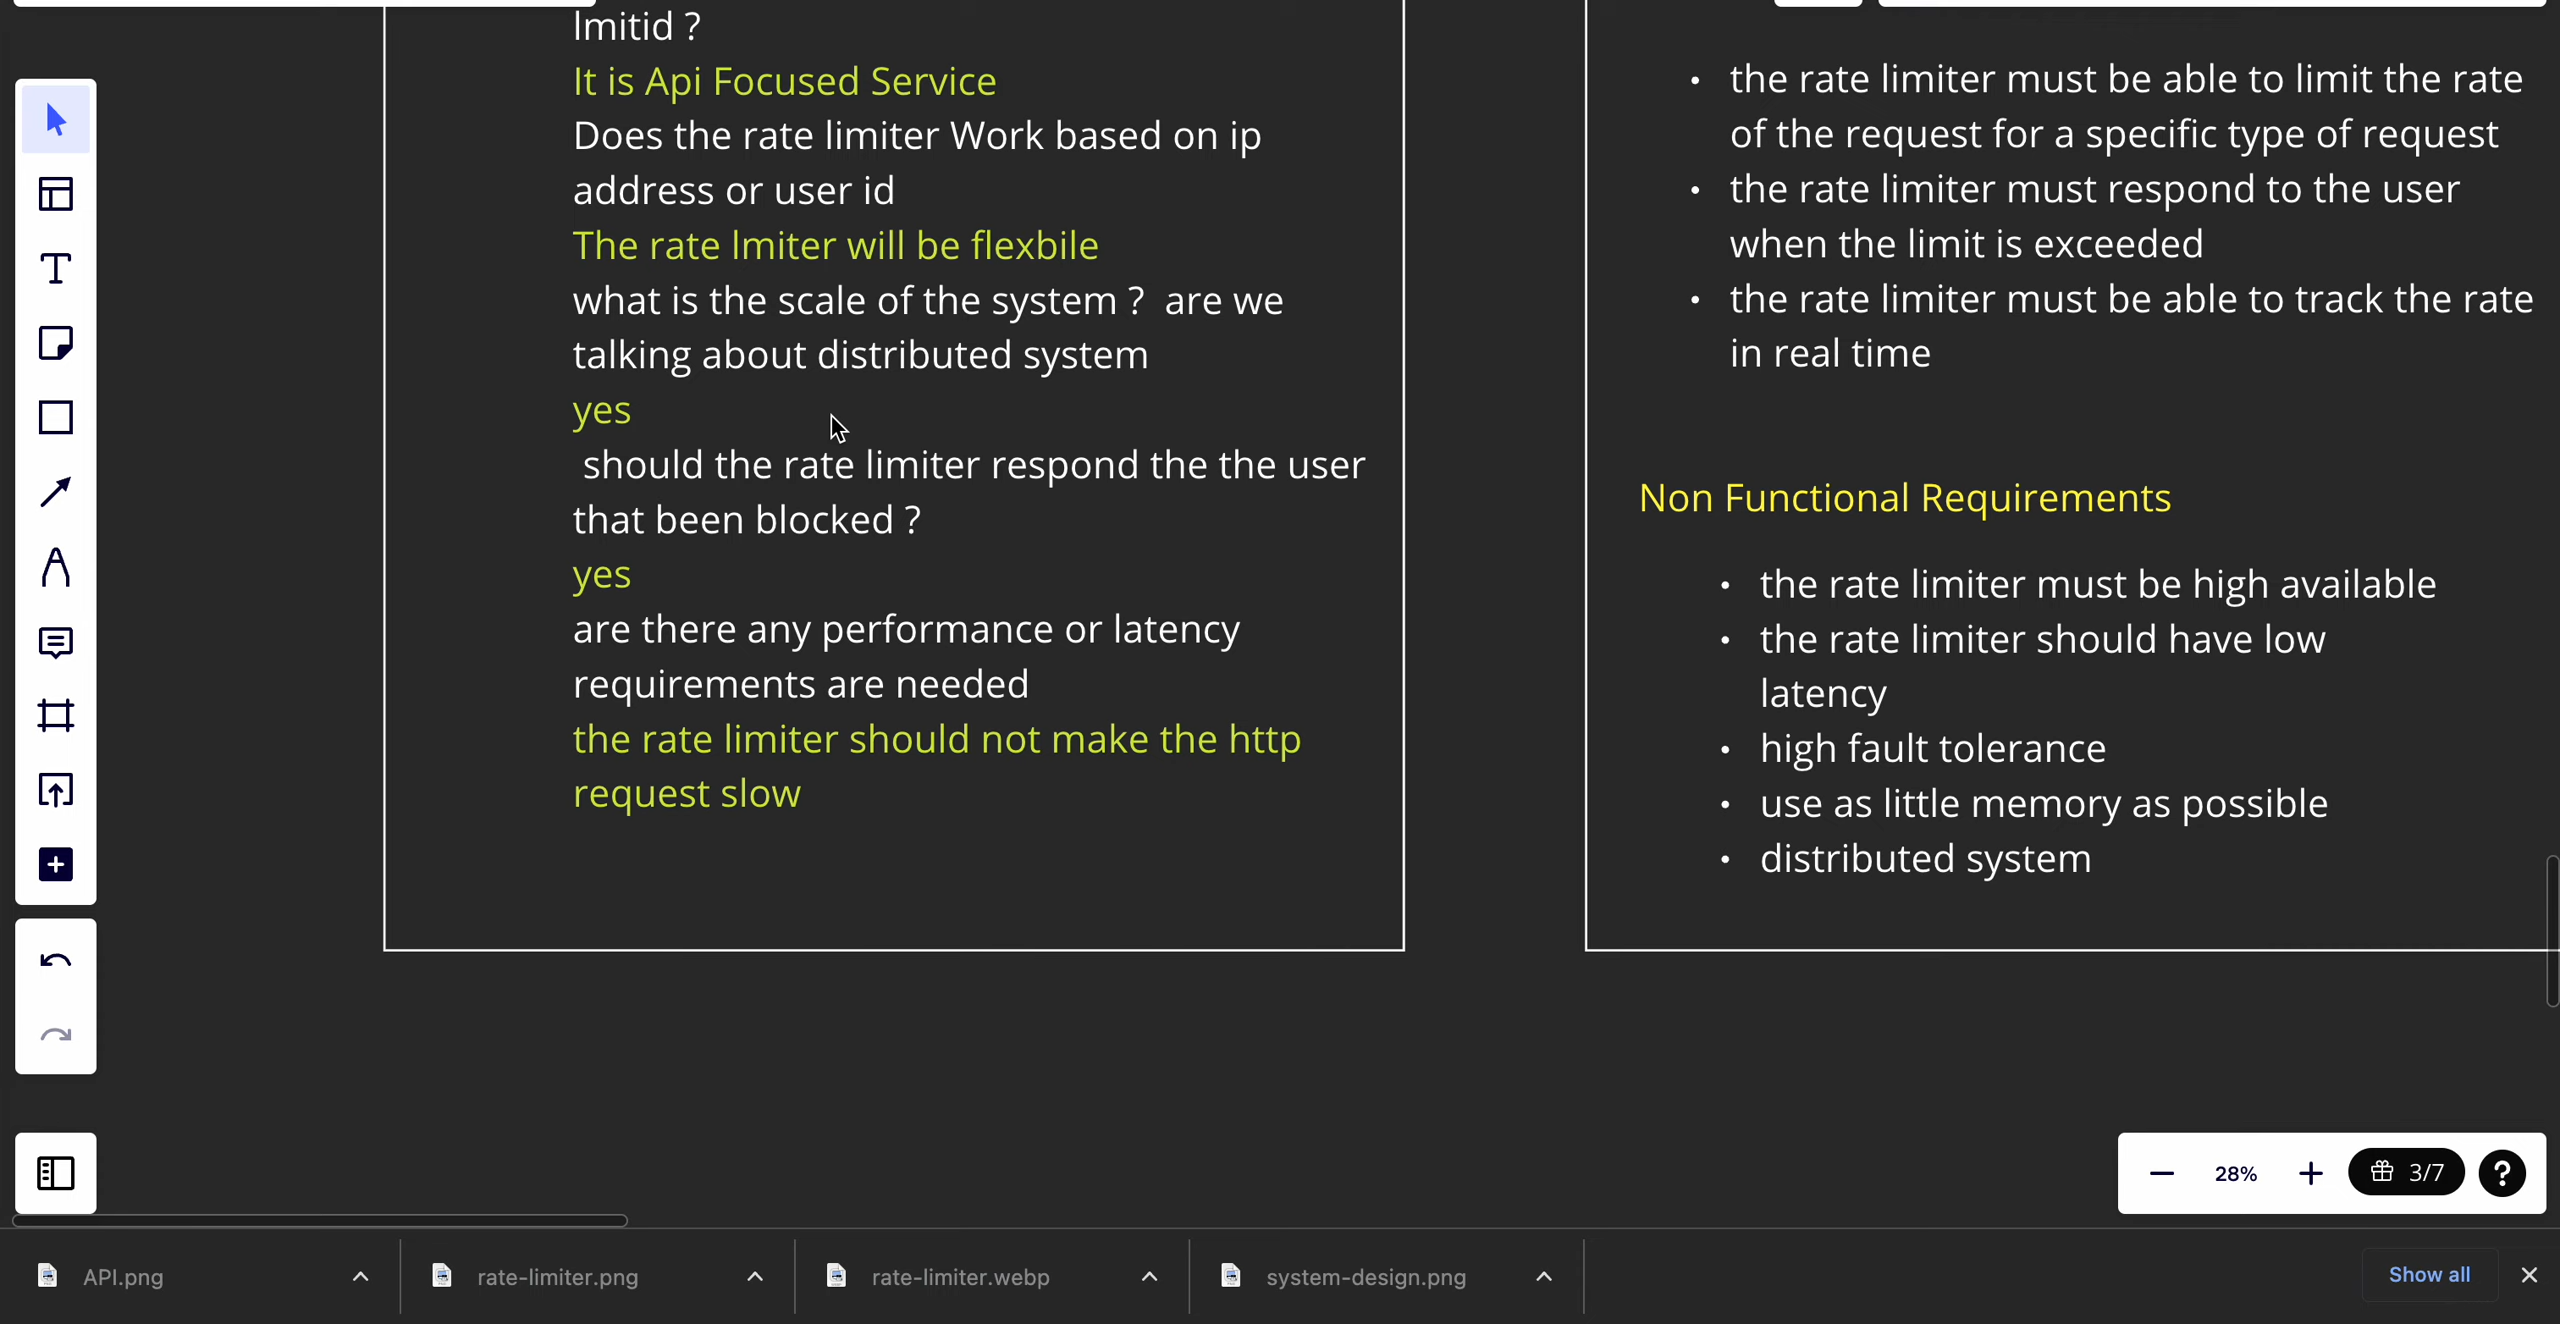 lmitid ?
It is Api Focused Service
Does the rate limiter Work based on ip
address or user id
The rate lmiter will be flexbile
what is the scale of the system ?  are we
talking about distributed system
yes
should the rate limiter respond the the user
that been blocked ?
yes
are there any performance or latency
requirements are needed
the rate limiter should not make the http
request slow
• the rate limiter must be able to limit the rate
of the request for a specific type of request
• the rate limiter must respond to the user
when the limit is exceeded
• the rate limiter must be able to track the rate
in real time
Non Functional Requirements
• the rate limiter must be high available
• the rate limiter should have low
latency
• high fault tolerance
• use as little memory as possible
• distributed system
28%
3/7
?
API.png
rate-limiter.png
rate-limiter.webp
system-design.png
Show all